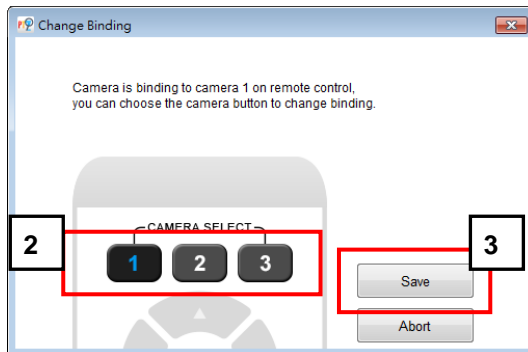 Change Binding
Camera is binding to camera 1 on remote control,
you can choose the camera button to change binding.
2
CAMERA SELECT
1 2 3
3
Save
Abort